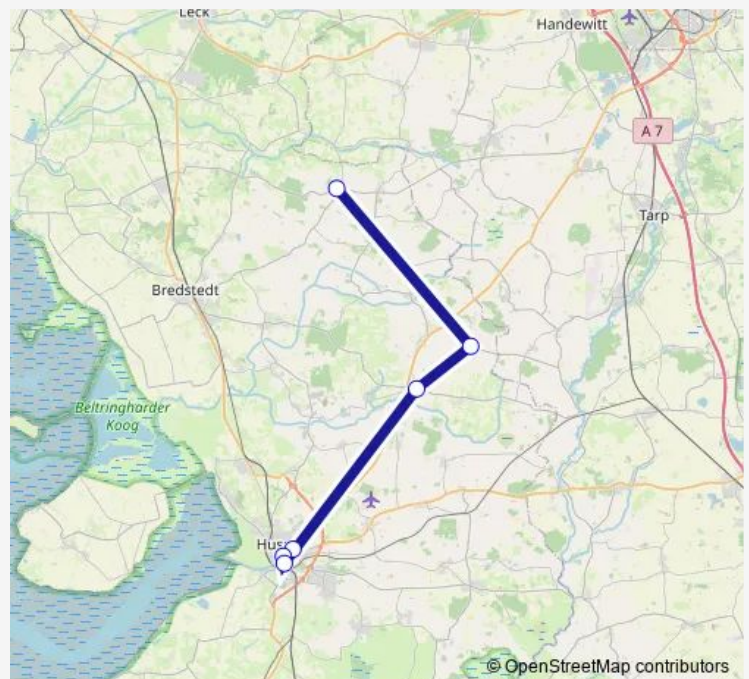 Leck
Handewitt
A 7
Tarp
Bredstedt
Beltringharder
Koog
Hus
© OpenStreetMap contributors